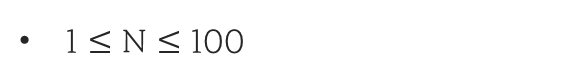 • 1 ≤ N ≤ 100